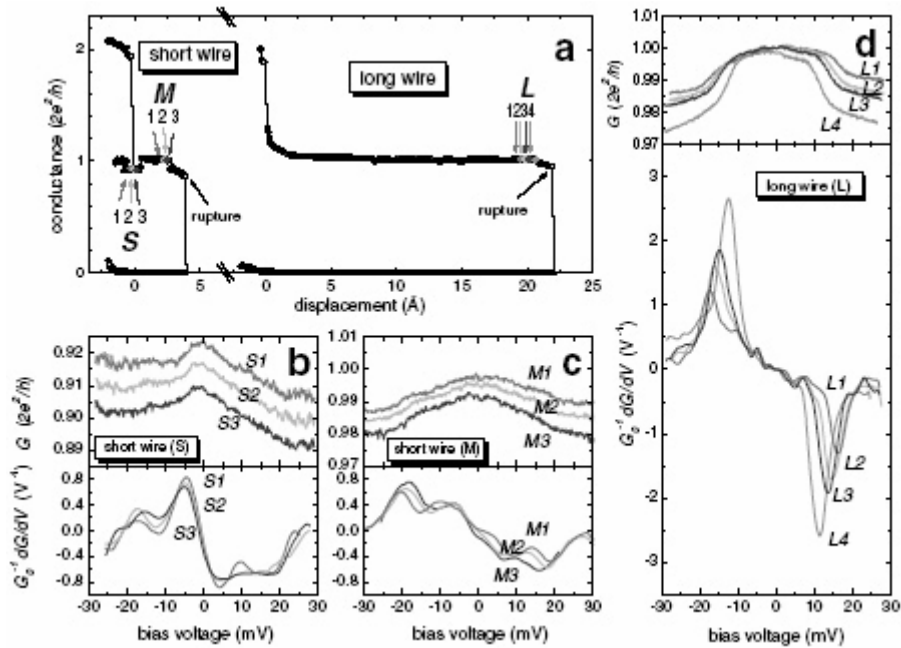 a
short wire
long wire
M
1 2 3
L
1234
1 2 3
S
rupture
rupture
conductance (2e²/h)
2
1
0
0 5 0 5 10 15 20 25
displacement (Å)
b
S1
S2
S3
short wire (S)
G (2e²/h)
0.92
0.91
0.90
0.89
S1
S2
S3
G₀⁻¹ dG/dV (V⁻¹)
0.8
0.4
0.0
-0.4
-0.8
-30 -20 -10 0 10 20 30
bias voltage (mV)
c
1.01
1.00
0.99
0.98
0.97
M1
M2
M3
short wire (M)
0.8
0.4
0.0
-0.4
-0.8
M1
M2
M3
-30 -20 -10 0 10 20 30
bias voltage (mV)
d
G (2e²/h)
1.01
1.00
0.99
0.98
0.97
L1
L2
L3
L4
long wire (L)
G₀⁻¹ dG/dV (V⁻¹)
3
2
1
0
-1
-2
-3
L1
L2
L3
L4
-30 -20 -10 0 10 20 30
bias voltage (mV)